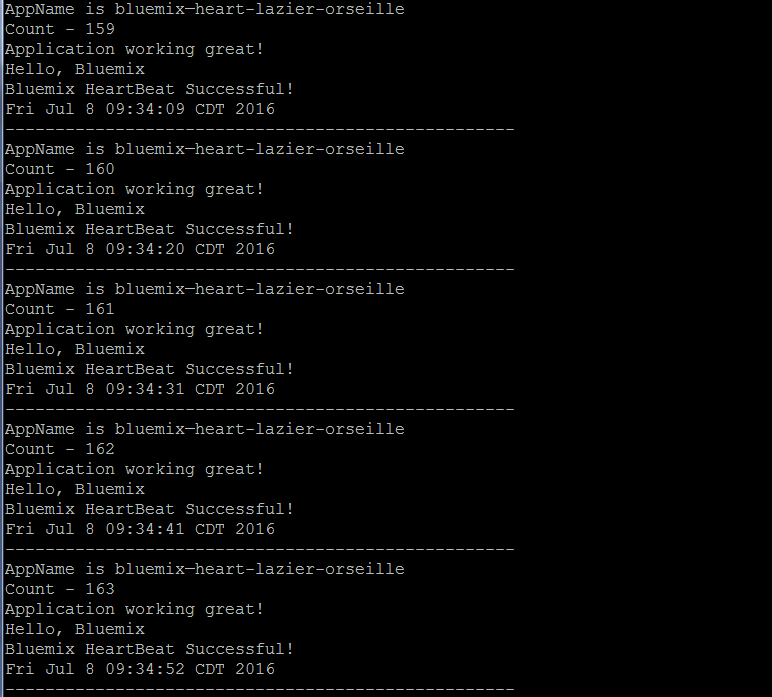 AppName is bluemix—heart-lazier-orseille
Count - 159
Application working great!
Hello, Bluemix
Bluemix HeartBeat Successful!
Fri Jul 8 09:34:09 CDT 2016
---------------------------------------------------
AppName is bluemix—heart-lazier-orseille
Count - 160
Application working great!
Hello, Bluemix
Bluemix HeartBeat Successful!
Fri Jul 8 09:34:20 CDT 2016
---------------------------------------------------
AppName is bluemix—heart-lazier-orseille
Count - 161
Application working great!
Hello, Bluemix
Bluemix HeartBeat Successful!
Fri Jul 8 09:34:31 CDT 2016
---------------------------------------------------
AppName is bluemix—heart-lazier-orseille
Count - 162
Application working great!
Hello, Bluemix
Bluemix HeartBeat Successful!
Fri Jul 8 09:34:41 CDT 2016
---------------------------------------------------
AppName is bluemix—heart-lazier-orseille
Count - 163
Application working great!
Hello, Bluemix
Bluemix HeartBeat Successful!
Fri Jul 8 09:34:52 CDT 2016
---------------------------------------------------